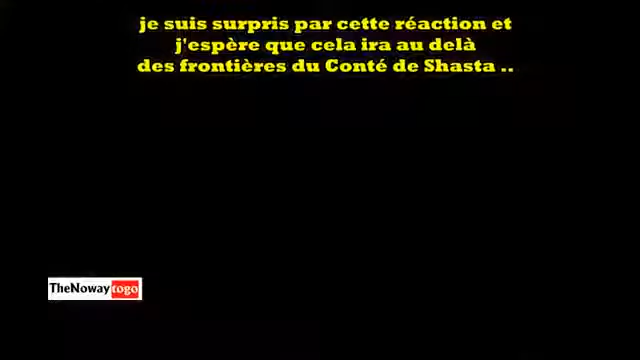 je suis surpris par cette réaction et
j'espère que cela ira au delà
des frontières du Conté de Shasta ..
TheNowaytogo